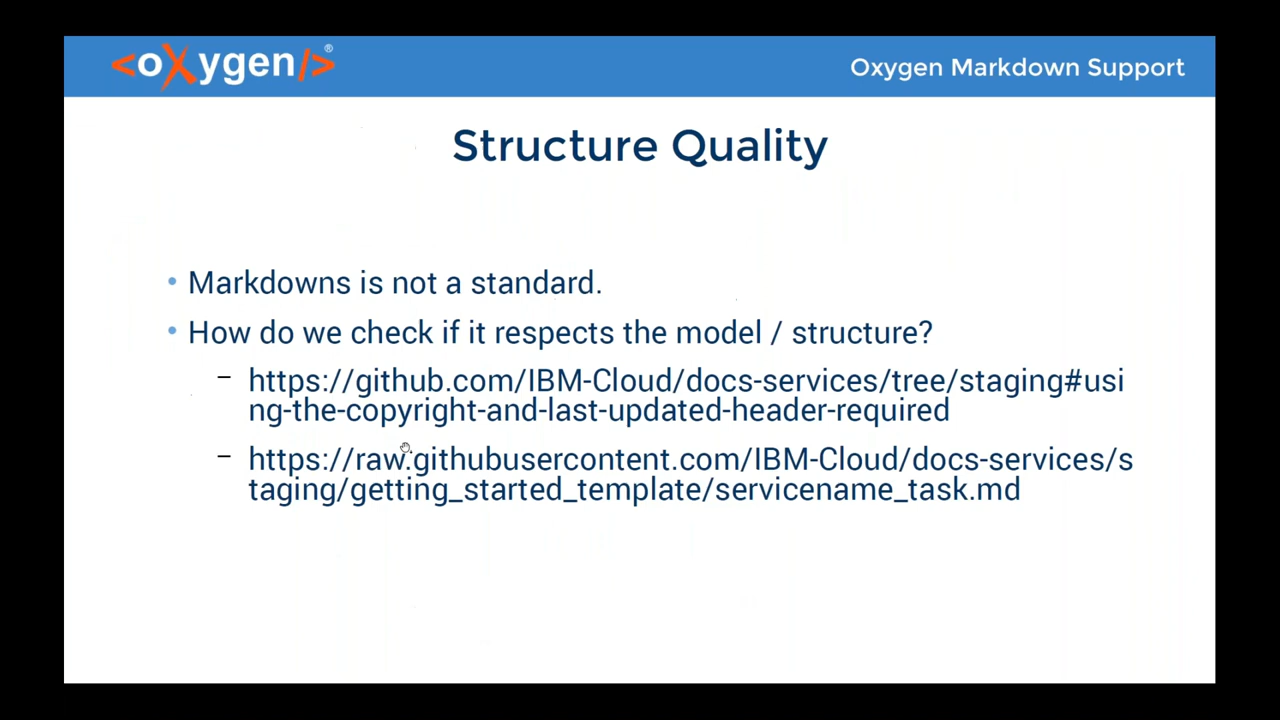 <oXygen/>®
Oxygen Markdown Support
Structure Quality
• Markdowns is not a standard.
• How do we check if it respects the model / structure?
– https://github.com/IBM-Cloud/docs-services/tree/staging#usi
ng-the-copyright-and-last-updated-header-required
– https://raw.githubusercontent.com/IBM-Cloud/docs-services/s
taging/getting_started_template/servicename_task.md